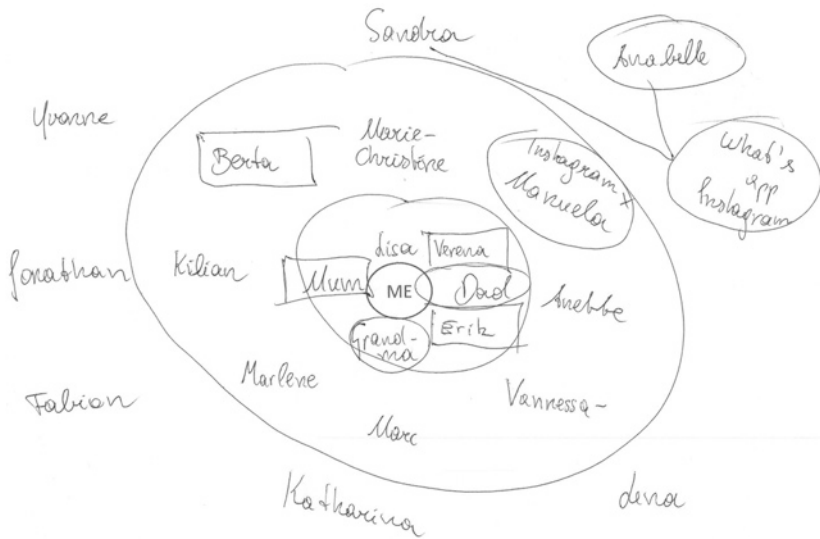 Sandra
Anabelle
Yvonne
Marie-
Christine
Berta
Instagram +
Manuela
What's
app
Instagram
Lisa
Verena
Jonathan
Kilian
Mum
ME
Dad
Grand-
ma
Erik
Marlene
Vannessa-
Fabian
Marc
Katharina
Lena